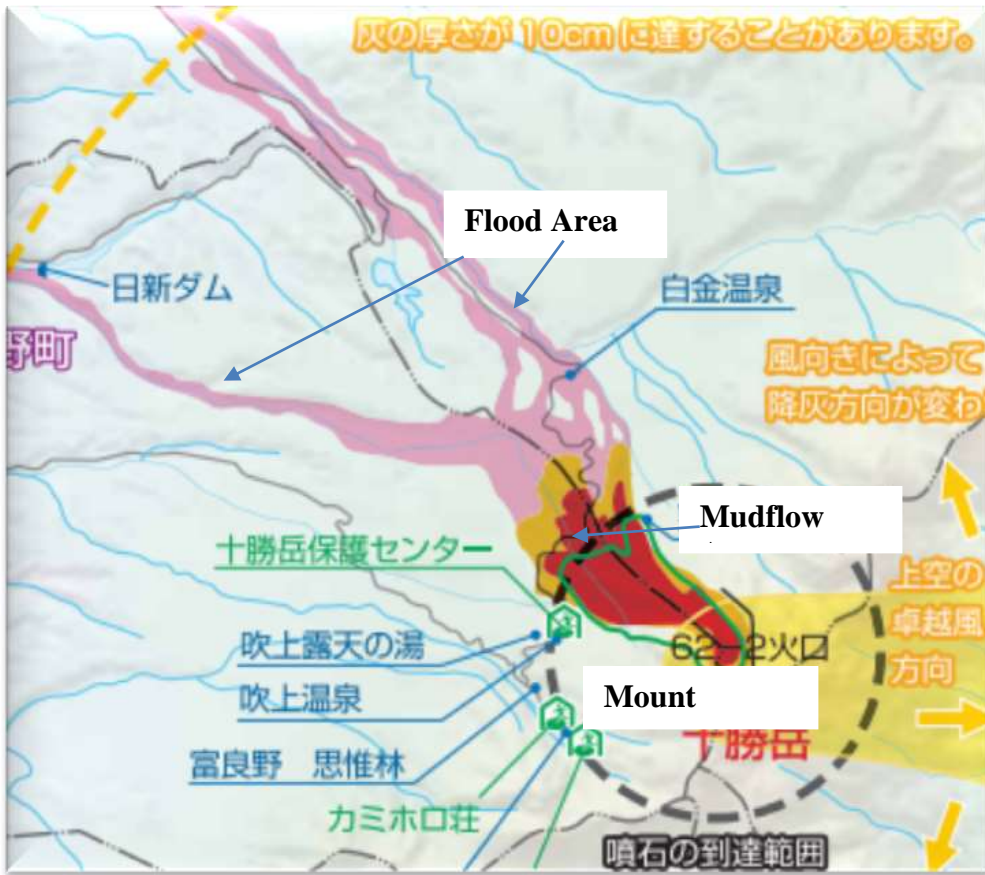 灰の厚さが10cmに達することがあります。
Flood Area
日新ダム
白金温泉
野町
風向きによって
降灰方向が変わ
Mudflow
十勝岳保護センター
上空の
卓越風
方向
62-2火口
吹上露天の湯
吹上温泉
Mount
十勝岳
富良野 思惟林
カミホロ荘
噴石の到達範囲